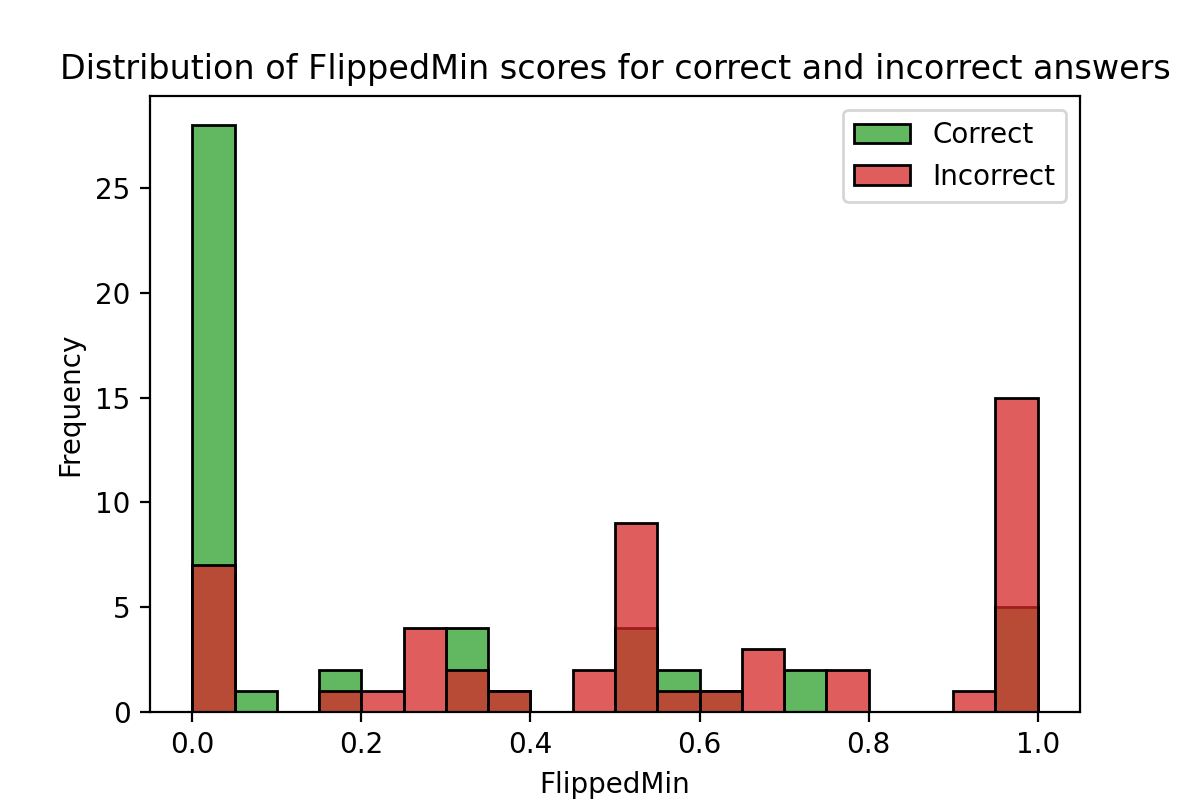 Distribution of FlippedMin scores for correct and incorrect answers
Correct
Incorrect
Frequency
25
20
15
10
5
0
0.0 0.2 0.4 0.6 0.8 1.0
FlippedMin